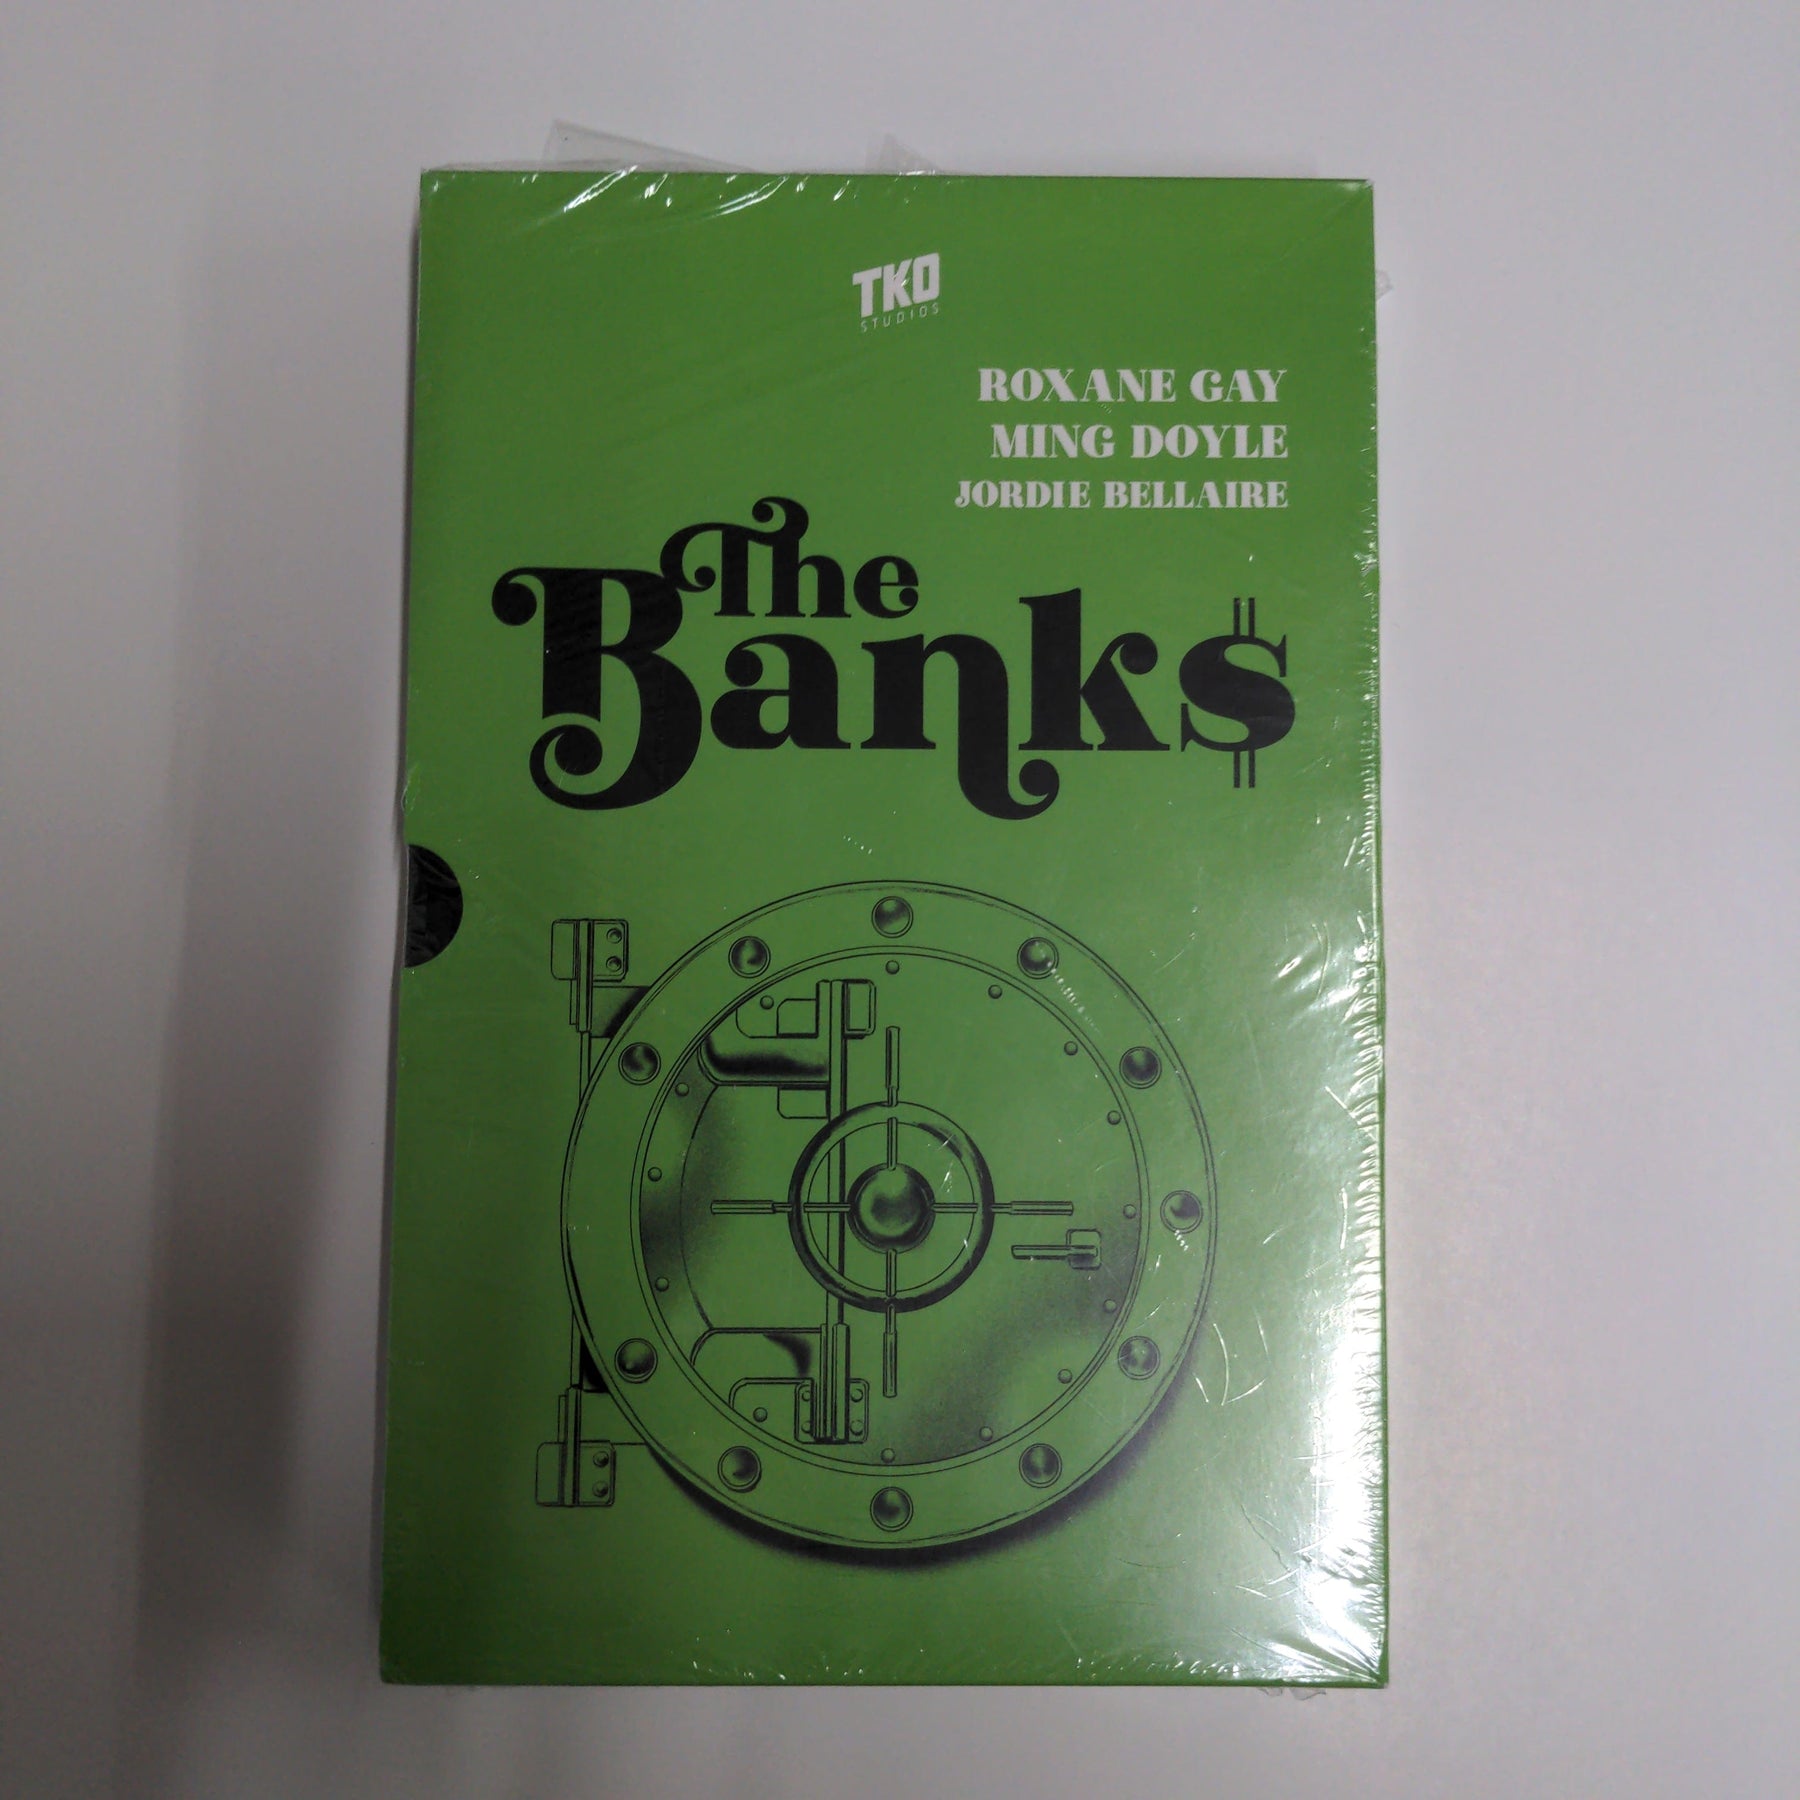 TKO
STUDIOS
ROXANE GAY
MING DOYLE
JORDIE BELLAIRE
The
Bank$